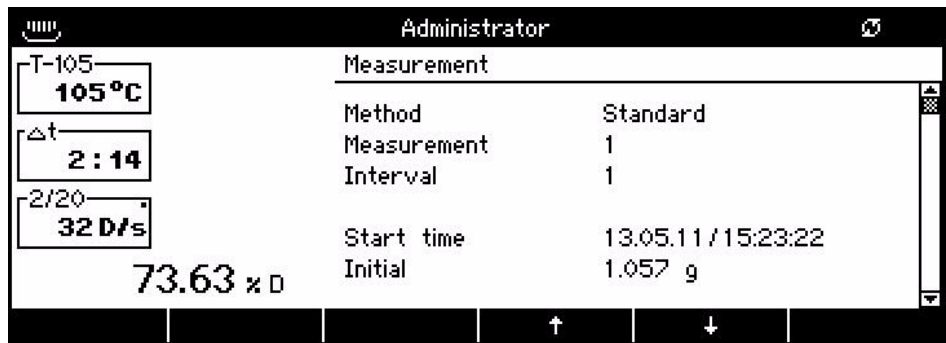 Administrator
T-105
105°C
Δt
2:14
2/20
32 D/s
73.63 % D
Measurement
Method Standard
Measurement 1
Interval 1
Start time 13.05.11/15:23:22
Initial 1.057 g